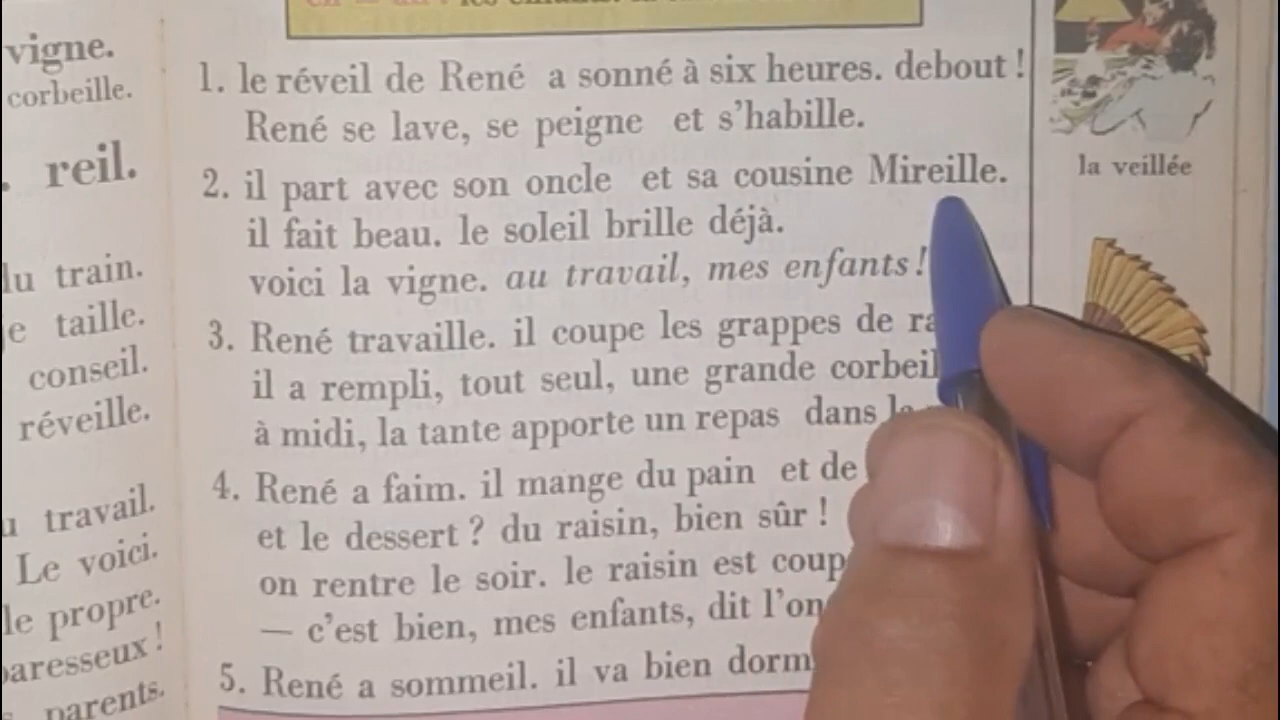 vigne.
corbeille.
reil.
du train.
taille.
conseil.
réveille.
travail.
Le voici.
propre.
paresseux !
parents.
1. le réveil de René a sonné à six heures. debout !
René se lave, se peigne et s'habille.
2. il part avec son oncle et sa cousine Mireille.
il fait beau. le soleil brille déjà.
voici la vigne. au travail, mes enfants !
3. René travaille. il coupe les grappes de
il a rempli, tout seul, une grande
à midi, la tante apporte un repas dans
4. René a faim. il mange du pain et de
et le dessert ? du raisin, bien sûr !
on rentre le soir. le raisin est
— c'est bien, mes enfants, dit
5. René a sommeil. il va bien
la veillée